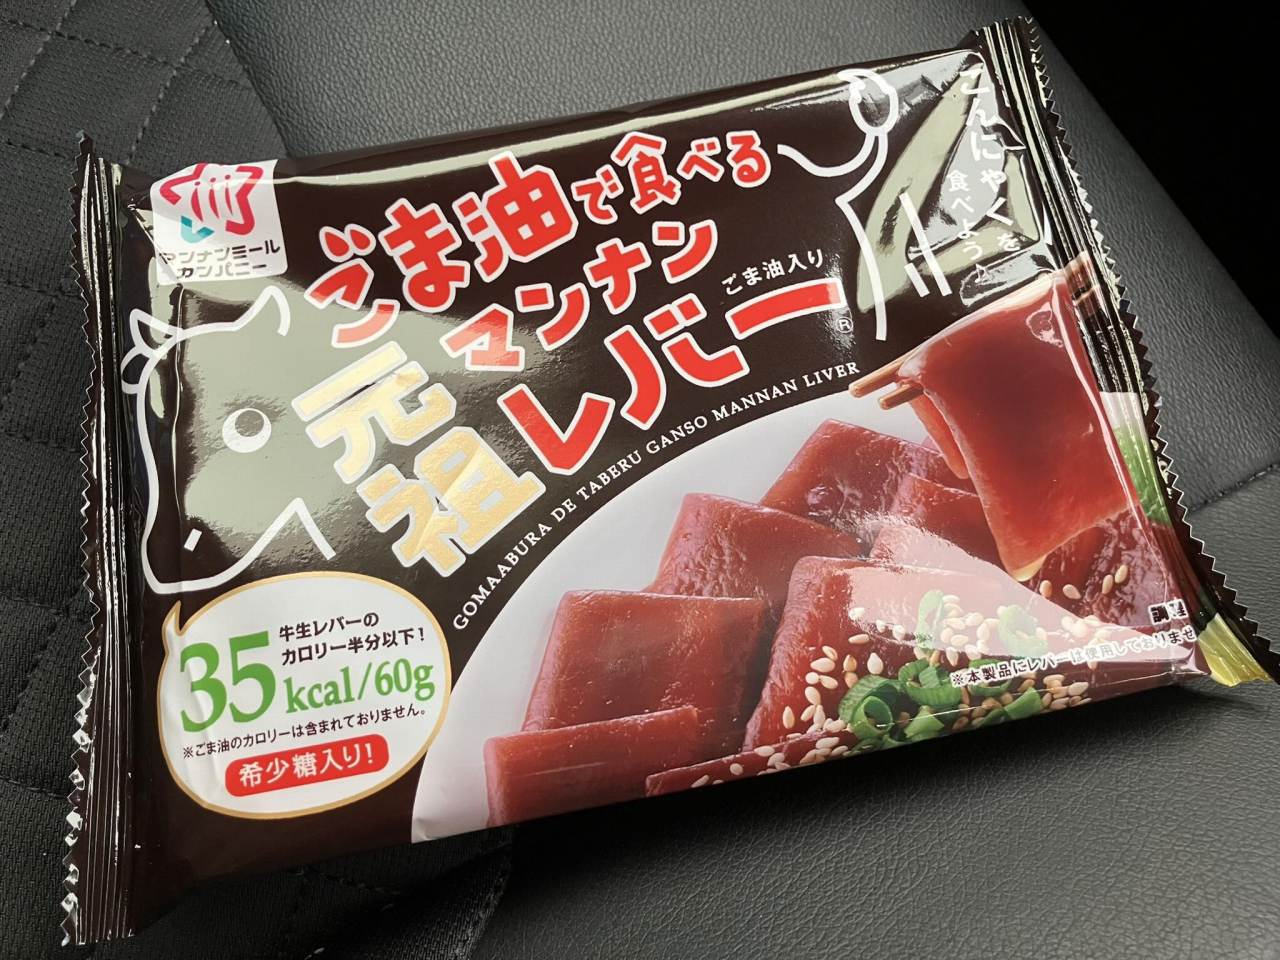 マンナンミール
カンパニー
ごま油で食べる
マンナン
ごま油入り
元祖
レバー®
GOMAABURA DE TABERU GANSO MANNAN LIVER
こんにゃくを
食べよう♪
牛生レバーの
カロリー半分以下!
35kcal/60g
※ごま油のカロリーは含まれておりません。
希少糖入り!
※本製品にレバーは使用しておりませ